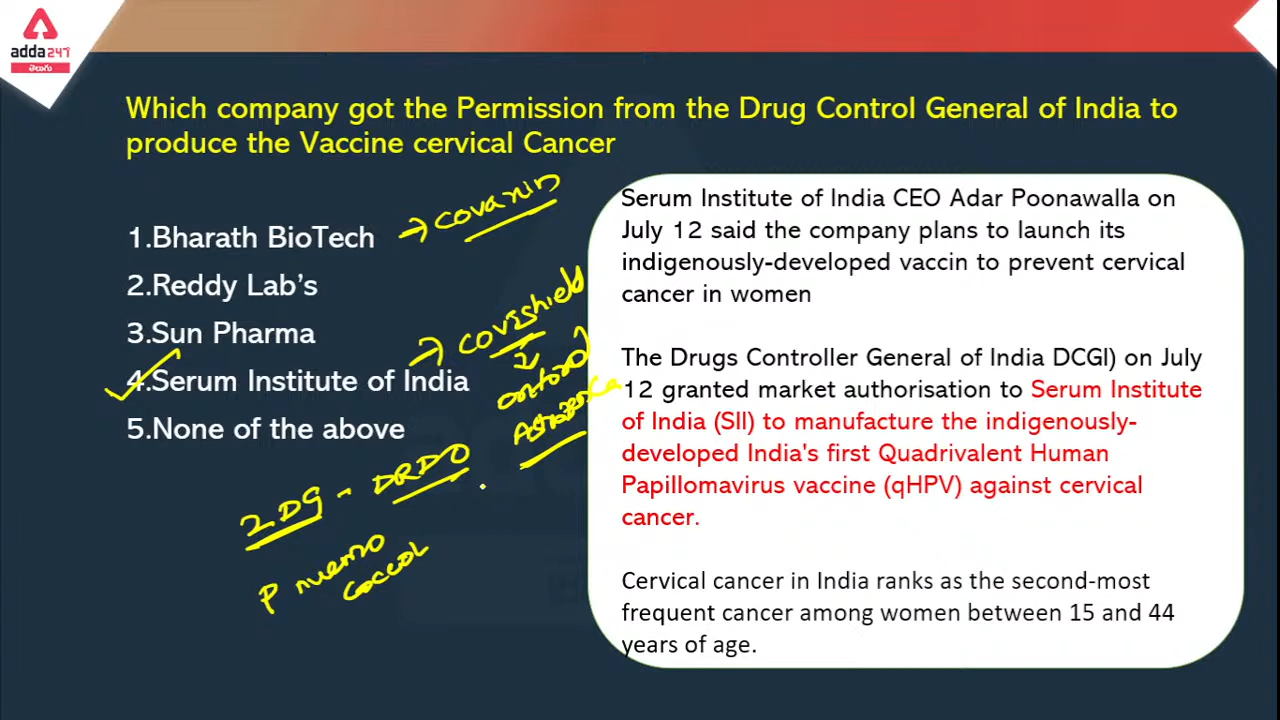 adda247
తెలుగు
Which company got the Permission from the Drug Control General of India to
produce the Vaccine cervical Cancer
1.Bharath BioTech
→ covaxin
2.Reddy Lab's
3.Sun Pharma
4.Serum Institute of India
→ covishield
5.None of the above
2DG - DRDO
Serum Institute of India CEO Adar Poonawalla on
July 12 said the company plans to launch its
indigenously-developed vaccin to prevent cervical
cancer in women
The Drugs Controller General of India DCGI) on July
12 granted market authorisation to Serum Institute
of India (SII) to manufacture the indigenously-
developed India's first Quadrivalent Human
Papillomavirus vaccine (qHPV) against cervical
cancer.
Cervical cancer in India ranks as the second-most
frequent cancer among women between 15 and 44
years of age.